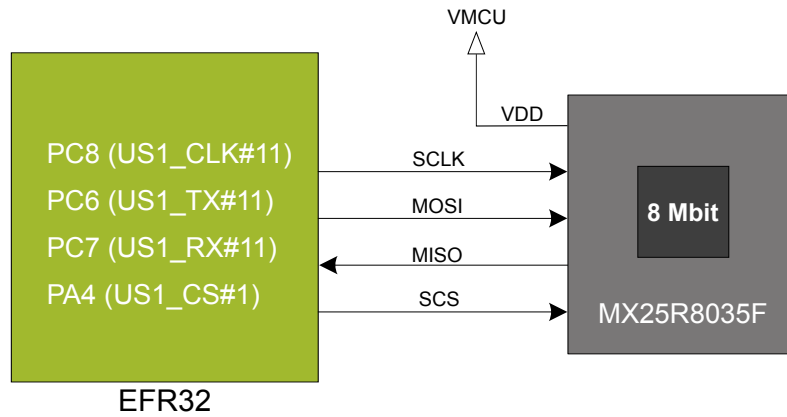 VMCU
VDD
PC8 (US1_CLK#11)
SCLK
PC6 (US1_TX#11)
MOSI
8 Mbit
PC7 (US1_RX#11)
MISO
PA4 (US1_CS#1)
SCS
MX25R8035F
EFR32